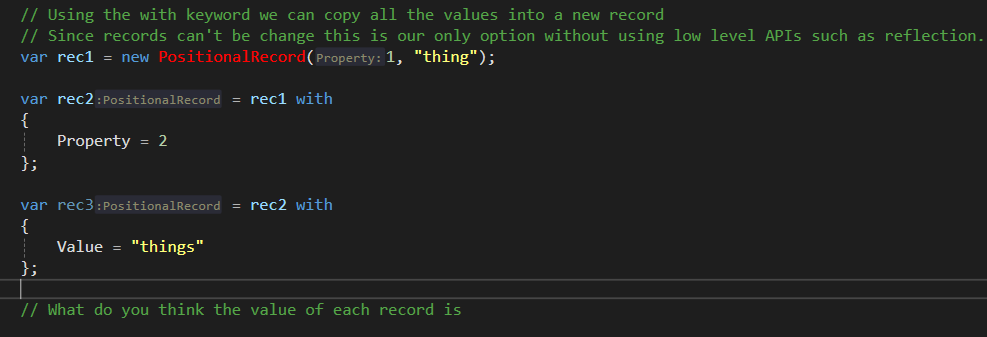 // Using the with keyword we can copy all the values into a new record
// Since records can't be change this is our only option without using low level APIs such as reflection.
var rec1 = new PositionalRecord(Property: 1, "thing");
var rec2 :PositionalRecord = rec1 with
{
Property = 2
};
var rec3 :PositionalRecord = rec2 with
{
Value = "things"
};
// What do you think the value of each record is